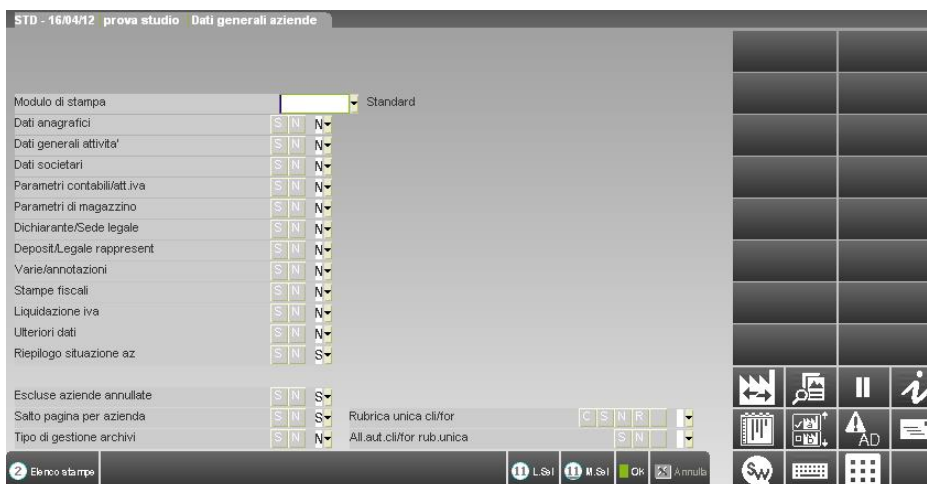 STD - 16/04/12 prova studio Dati generali aziende
Modulo di stampa Standard
Dati anagrafici S N N
Dati generali attivita' S N N
Dati societari S N N
Parametri contabili/att.iva S N N
Parametri di magazzino S N N
Dichiarante/Sede legale S N N
Deposit/Legale rappresent S N N
Varie/annotazioni S N N
Stampe fiscali S N N
Liquidazione iva S N N
Ulteriori dati S N N
Riepilogo situazione az S N S
Escluse aziende annullate S N S
Salto pagina per azienda S N S Rubrica unica cli/for C S N R
Tipo di gestione archivi S N N All.aut.cli/for rub.unica S N
AD
SW
2 Elenco stampe 11 L.Sel 11 M.Sel OK Annulla